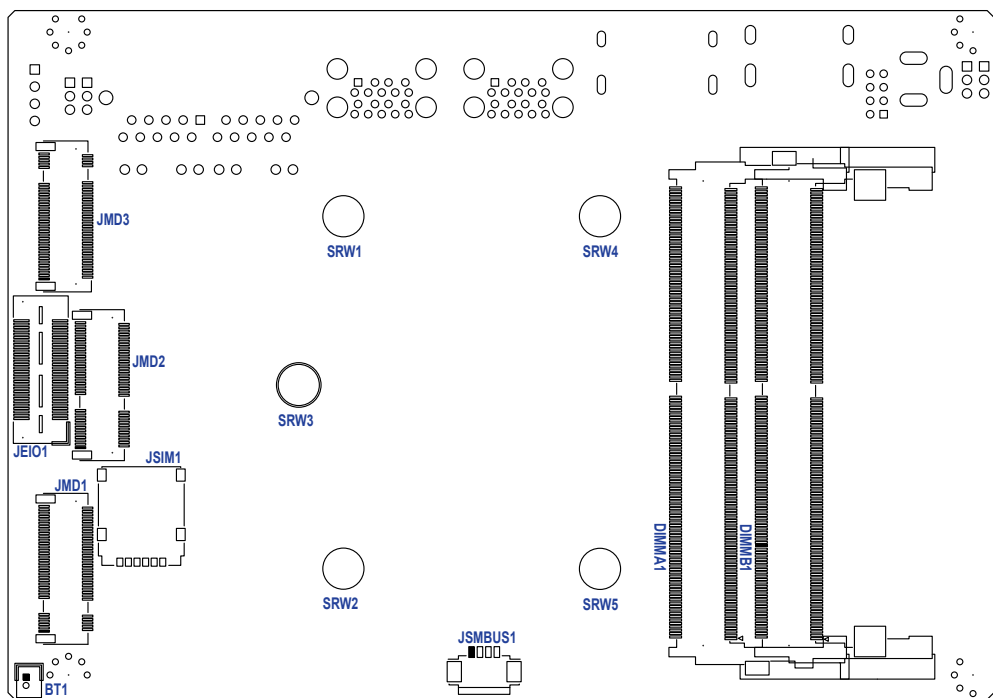 JMD3
SRW1
SRW4
JMD2
SRW3
JEIO1
JSIM1
JMD1
DIMMA1
DIMMB1
SRW2
SRW5
JSMBUS1
BT1